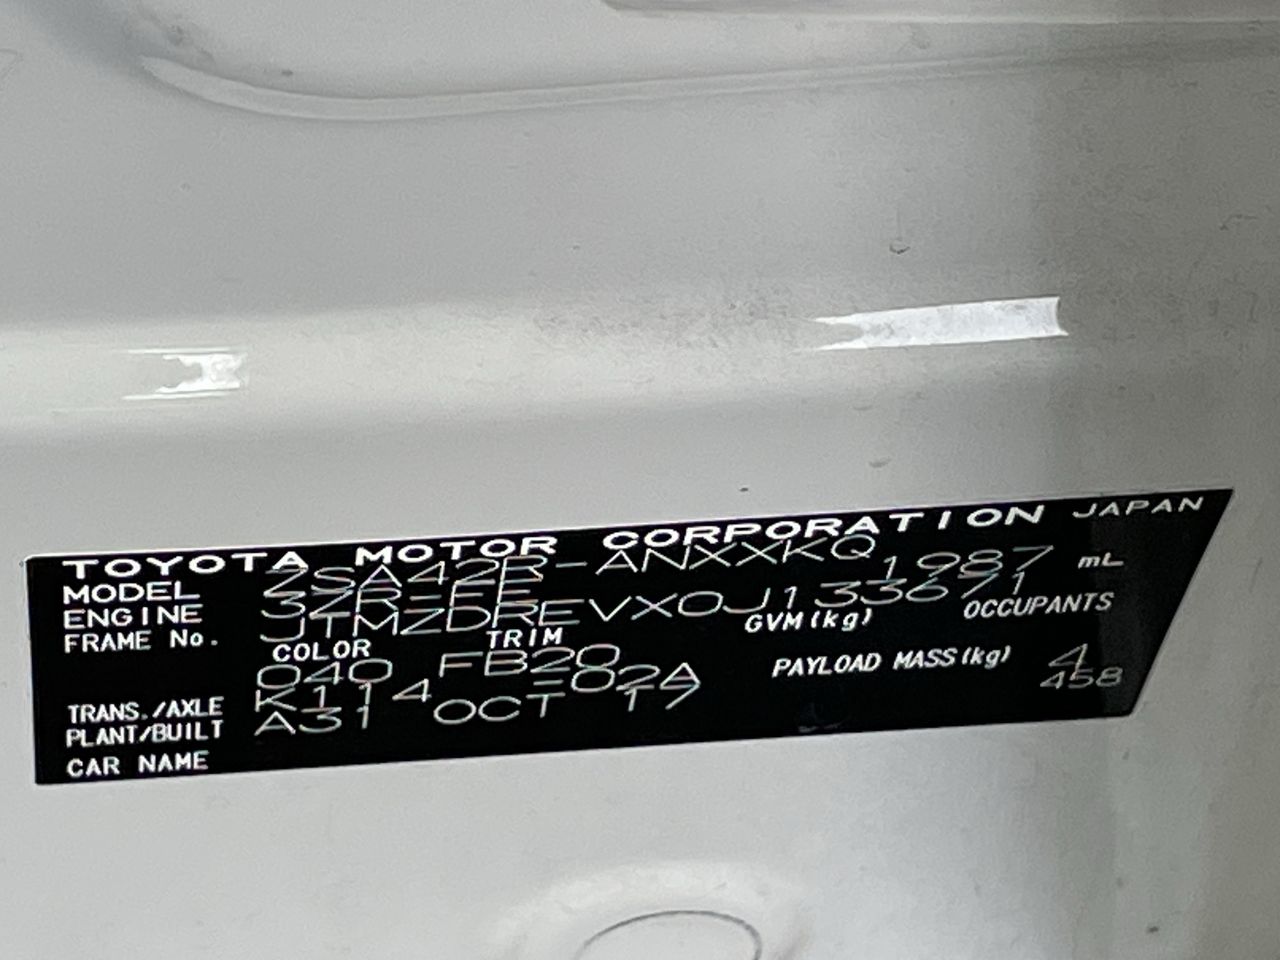 TOYOTA MOTOR CORPORATION JAPAN
MODEL ZSA42R-ANXXKQ
ENGINE 3ZR-FE 1987 mL
FRAME No. JTMZDREVX0J133671
COLOR TRIM GVM(kg) OCCUPANTS
040 FB20 4
TRANS./AXLE K114 -02A PAYLOAD MASS(kg) 458
PLANT/BUILT A31 OCT 17
CAR NAME